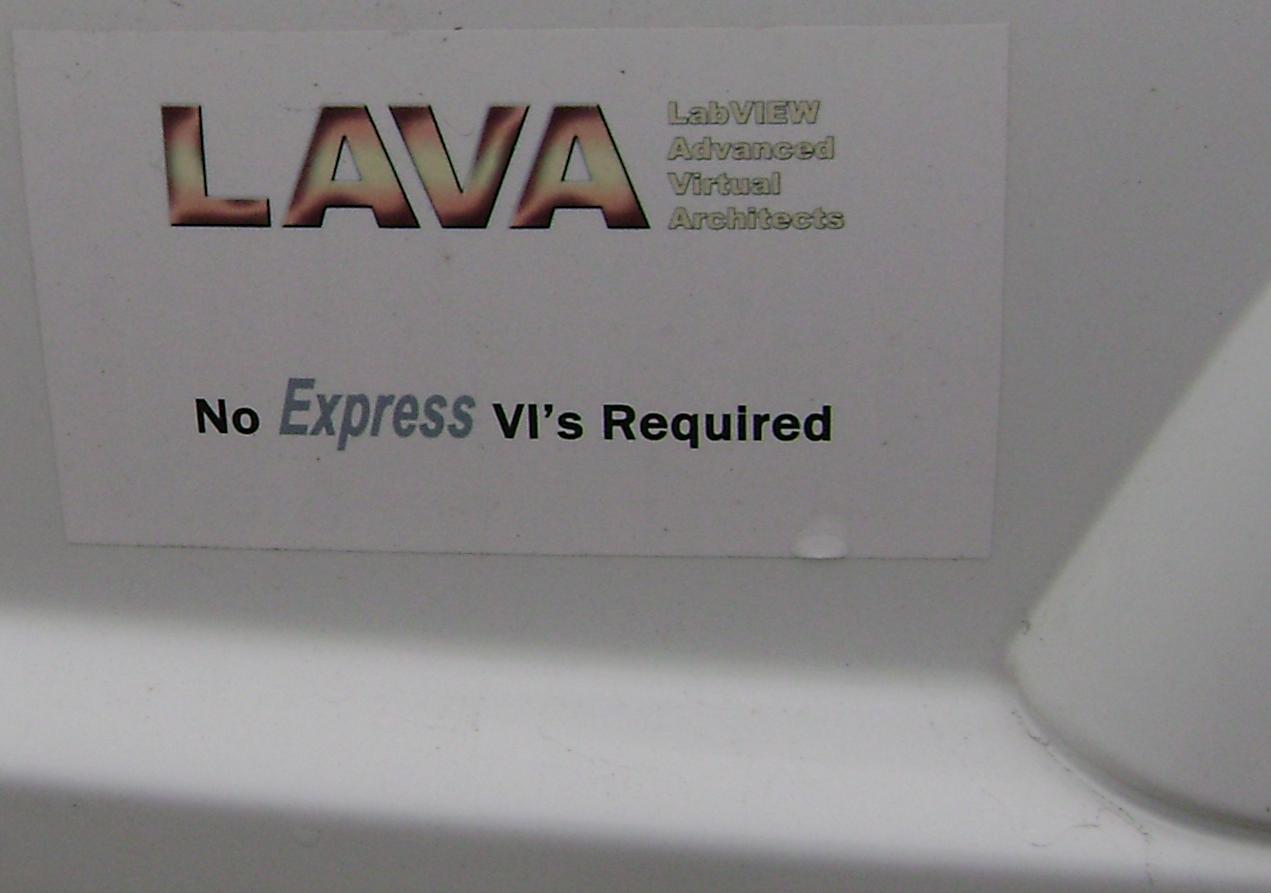 LAVA
LabVIEW
Advanced
Virtual
Architects
No Express VI's Required